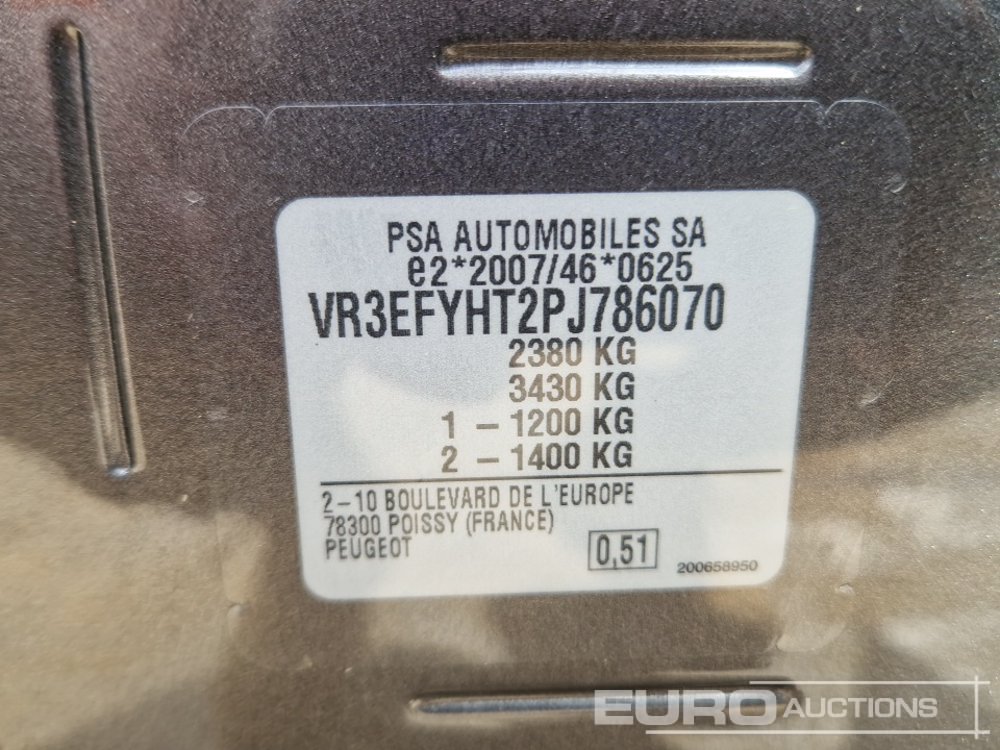 PSA AUTOMOBILES SA
e2*2007/46*0625
VR3EFYHT2PJ786070
2380 KG
3430 KG
1 - 1200 KG
2 - 1400 KG
2-10 BOULEVARD DE L'EUROPE
78300 POISSY (FRANCE)
PEUGEOT
0,51
200658950
EURO AUCTIONS